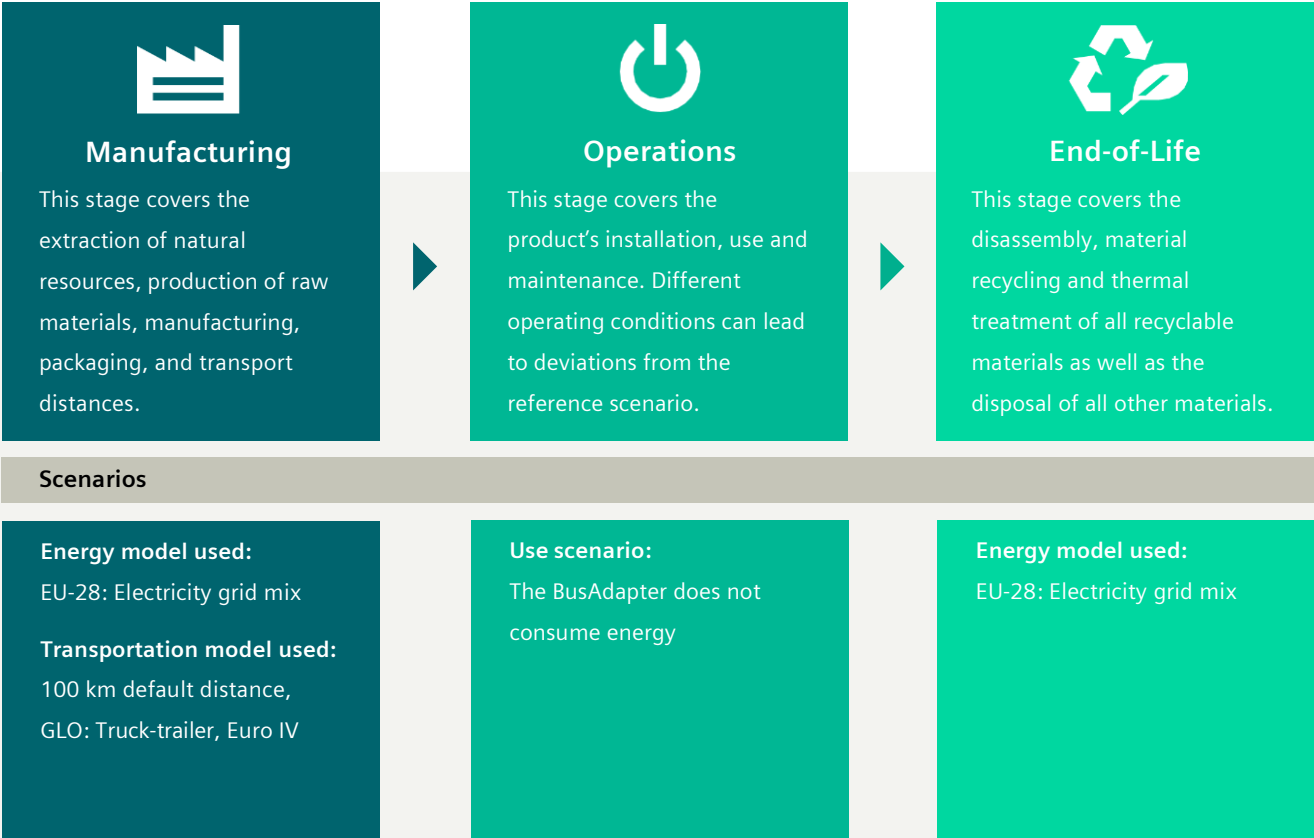 Manufacturing
This stage covers the
extraction of natural
resources, production of raw
materials, manufacturing,
packaging, and transport
distances.
Operations
This stage covers the
product’s installation, use and
maintenance. Different
operating conditions can lead
to deviations from the
reference scenario.
End-of-Life
This stage covers the
disassembly, material
recycling and thermal
treatment of all recyclable
materials as well as the
disposal of all other materials.
Scenarios
Energy model used:
EU-28: Electricity grid mix
Transportation model used:
100 km default distance,
GLO: Truck-trailer, Euro IV
Use scenario:
The BusAdapter does not
consume energy
Energy model used:
EU-28: Electricity grid mix